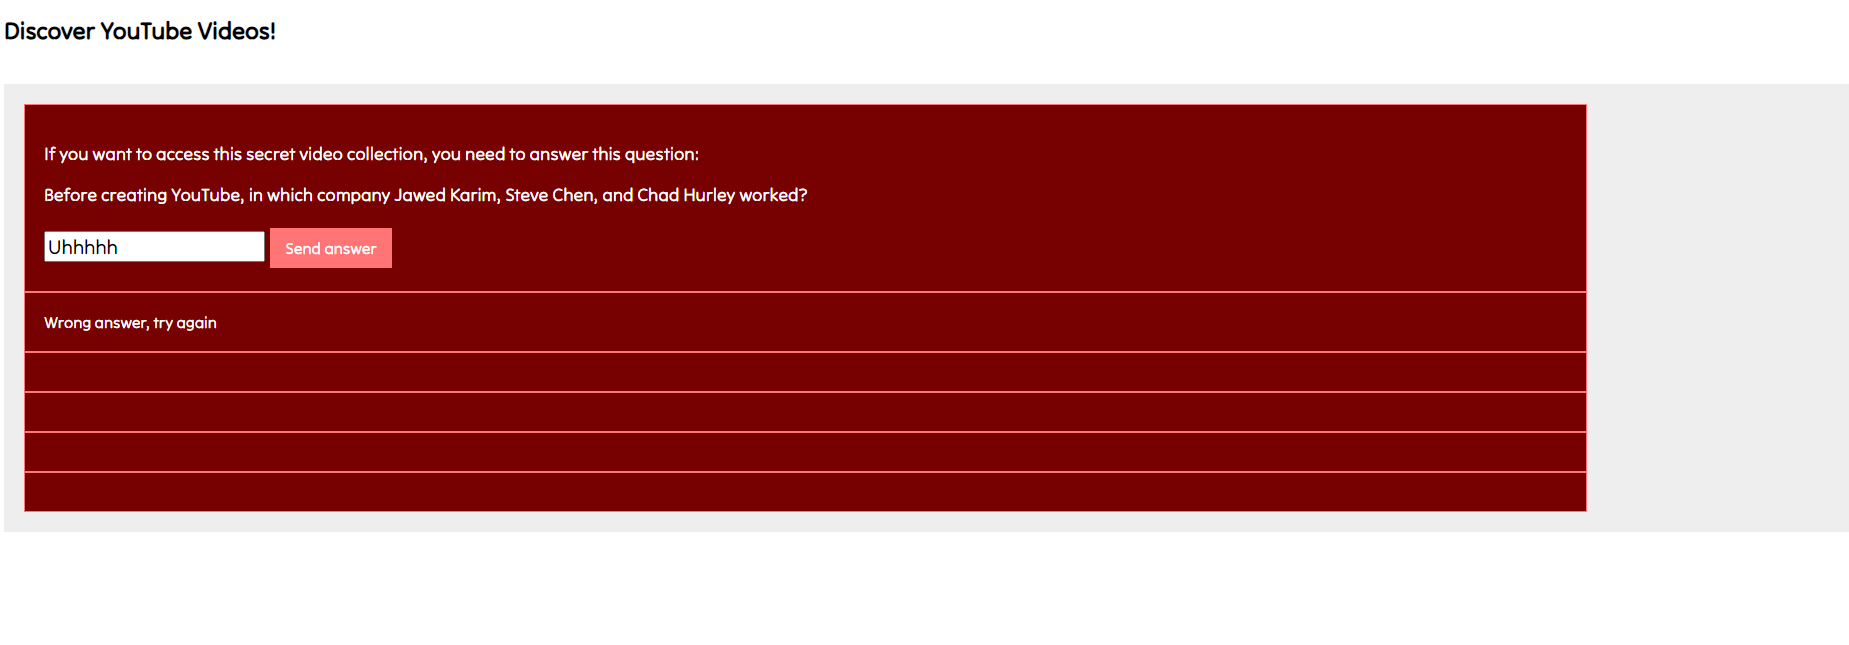 Discover YouTube Videos!
If you want to access this secret video collection, you need to answer this question:
Before creating YouTube, in which company Jawed Karim, Steve Chen, and Chad Hurley worked?
Uhhhhh Send answer
Wrong answer, try again